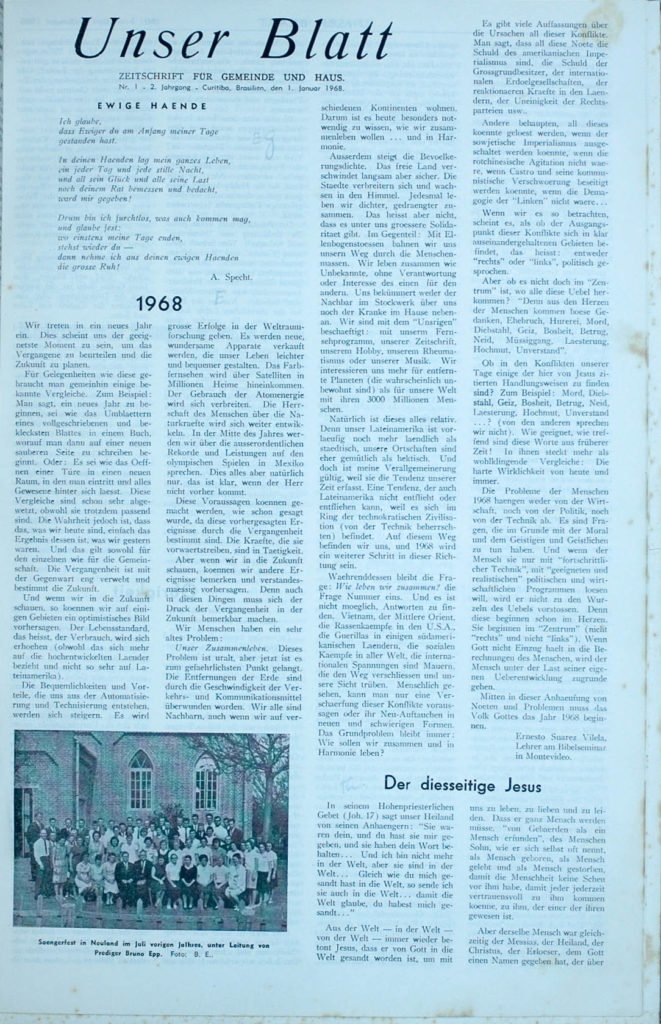 Unser Blatt
ZEITSCHRIFT FÜR GEMEINDE UND HAUS.
Nr. 1 - 2. Jahrgang - Curitiba, Brasilien, den 1. Januar 1968.
EWIGE HAENDE
Ich glaube,
dass Ewiger du am Anfang meiner Tage
gestanden hast.
In deinen Haenden lag mein ganzes Leben,
ein jeder Tag und jede stille Nacht,
und all sein Glück und alle seine Last
nach deinem Rat bemessen und bedacht,
ward mir gegeben!
Drum bin ich furchtlos, was auch kommen mag,
und glaube fest:
wo einstens meine Tage enden,
stehst wieder du —
dann nehme ich aus deinen ewigen Haenden
die grosse Ruh!
A. Specht.
1968
Wir treten in ein neues Jahr
ein. Dies scheint uns der geeig-
netste Moment zu sein, um das
Vergangene zu beurteilen und die
Zukunft zu planen.
Für Gelegenheiten wie diese ge-
braucht man gemeinhin einige be-
kannte Vergleiche. Zum Beispiel:
Man sagt, ein neues Jahr zu be-
ginnen, sei wie das Umblaettern
eines vollgeschriebenen und be-
kleckstes Blattes in einen Buch,
worauf man dann auf einer neuen
sauberen Seite zu schreiben be-
ginnt. Oder: Es sei wie das Oeff-
nen einer Türe in einen neuen
Raum, in den man eintritt und alles
Gewesene hinter sich laesst. Diese
Vergleiche sind schon sehr abge-
wetzt, obwohl sie trotzdem passend
sind. Die Wahrheit jedoch ist, dass
das, was wir heute sind, einfach das
Ergebnis dessen ist, was wir gestern
waren. Und das gilt sowohl für
den einzelnen wie für die Gemein-
schaft. Die Vergangenheit ist mit
der Gegenwart eng verwebt und
bestimmt die Zukunft.
Und wenn wir in die Zukunft
schauen, so koennen wir auf eini-
gen Gebieten ein optimistisches Bild
vorhersagen. Der Lebensstandard,
das heisst, der Verbrauch, wird sich
erhoehen (obwohl das sich mehr
auf die hochentwickelten Laender
bezieht und nicht so sehr auf La-
teinamerika).
Die Bequemlichkeiten und Vor-
teile, die uns aus der Automatisie-
rung und Technisierung entstehen,
werden sich steigern. Es wird
grosse Erfolge in der Weltraum-
forschung geben. Es werden neue,
wundersame Apparate verkauft
werden, die unser Leben leichter
und bequemer gestalten. Das Farb-
fernsehen wird über Satelliten in
Millionen Heime hineinkommen.
Der Gebrauch der Atomenergie
wird sich verbreiten. Die Herr-
schaft des Menschen über die Na-
turkraefte wird sich weiter entwik-
keln. In der Mitte des Jahres wer-
den wir über die ausserordentlichen
Rekorde und Leistungen auf den
olympischen Spielen in Mexiko
sprechen. Dies alles aber natürlich
nur, das ist klar, wenn der Herr
nicht vorher kommt.
Diese Voraussagen koennen ge-
macht werden, wie schon gesagt
wurde, da diese vorhergesagten Er-
eignisse durch die Vergangenheit
bestimmt sind. Die Kraefte, die sie
vorwaertstreiben, sind in Taetigkeit.
Aber wenn wir in die Zukunft
schauen, koennen wir andere Er-
eignisse bemerken und verstandes-
maessig vorhersagen. Denn auch
in diesen Dingen muss sich der
Druck der Vergangenheit in der
Zukunft bemerkbar machen.
Wir Menschen haben ein sehr
altes Problem:
Unser Zusammenleben. Dieses
Problem ist uralt, aber jetzt ist es
zum gefaehrlichsten Punkt gelangt.
Die Entfernungen der Erde sind
durch die Geschwindigkeit der Ver-
kehrs- und Kommunikationsmittel
überwunden worden. Wir alle sind
Nachbarn, auch wenn wir auf ver-
schiedenen Kontinenten wohnen.
Darum ist es heute besonders not-
wendig zu wissen, wie wir zusam-
menleben wollen ... und in Har-
monie.
Ausserdem steigt die Bevoelke-
rungsdichte. Das freie Land ver-
schwindet langsam aber sicher. Die
Staedte verbreitern sich und wach-
sen in den Himmel. Jedesmal le-
ben wir dichter, gedraengter zu-
sammen. Das heisst aber nicht,
dass es unter uns groessere Solida-
ritaet gibt. Im Gegenteil: Mit El-
lenbogenstoessen bahnen wir uns
unsern Weg durch die Menschen-
massen. Wir leben zusammen wie
Unbekannte, ohne Verantwortung
oder Interesse des einen für den
andern. Uns bekümmert weder der
Nachbar im Stockwerk über uns
noch der Kranke im Hause neben-
an. Wir sind mit dem "Unsrigen"
beschaeftigt: mit unserm Fern-
sehprogramm, unserer Zeitschrift,
unserem Hobby, unserem Rheuma-
tismus oder unserer Musik. Wir
interessieren uns mehr für entfern-
te Planeten (die wahrscheinlich un-
bewohnt sind) als für unsere Welt
mit ihren 3000 Millionen Men-
schen.
Natürlich ist dieses alles relativ.
Denn unser Lateinamerika ist vor-
laeufig noch mehr laendlich als
staedtisch, unsere Ortschaften sind
eher gemütlich als hektisch. Und
doch ist meine Verallgemeinerung
gültig, weil sie die Tendenz unserer
Zeit erfasst. Eine Tendenz, der auch
Lateinamerika nicht entflieht oder
entfliehen kann, weil es sich im
Ring der technokratischen Zivilisa-
tion (von der Technik beherrsch-
ten) befindet. Auf diesem Weg
befinden wir uns, und 1968 wird
ein weiterer Schritt in dieser Rich-
tung sein.
Waehrenddessen bleibt die Fra-
ge: Wie leben wir zusammen? die
Frage Nummer eins. Und es ist
nicht moeglich, Antworten zu fin-
den. Vietnam, der Mittlere Orient,
die Rassenkaempfe in den U.S.A.,
die Guerillas in einigen südameri-
kanischen Laendern, die sozialen
Kaempfe in aller Welt, die interna-
tionalen Spannungen sind Mauern,
die den Weg verschliessen und un-
sere Sicht trüben. Menschlich ge-
sehen, kann man nur eine Ver-
schaerfung dieser Konflikte voraus-
sagen oder ihr Neu-Auftauchen in
neuen und schwierigen Formen.
Das Grundproblem bleibt immer:
Wie sollen wir zusammen und in
Harmonie leben?
Es gibt viele Auffassungen über
die Ursachen all dieser Konflikte.
Man sagt, dass all diese Noete die
Schuld des amerikanischen Impe-
rialismus sind, die Schuld der
Grossgrundbesitzer, der internatio-
nalen Erdoelgesellschaften, der
reaktionaeren Kraefte in den Laen-
dern, der Uneinigkeit der Rechts-
parteien usw..
Andere behaupten, all dieses
koennte geloest werden, wenn der
sowjetische Imperialismus ausge-
schaltet werden koennte, wenn die
rotchinesische Agitation nicht wae-
re, wenn Castro und seine kommu-
nistische Verschwoerung beseitigt
werden koennte, wenn die Dema-
gogie der "Linken" nicht waere...
Wenn wir es so betrachten,
scheint es, als ob der Ausgangs-
punkt dieser Konflikte sich in klar
auseinandergehaltenen Gebieten be-
findet, das heisst: entweder
"rechts" oder "links", politisch ge-
sprochen.
Aber ob es nicht doch im "Zen-
trum" ist, wo alle diese Uebel her-
kommen? "Denn aus den Herzen
der Menschen kommen boese Ge-
danken, Ehebruch, Hurerei, Mord,
Diebstahl, Geiz, Bosheit, Betrug,
Neid, Müssiggang, Laesterung,
Hochmut, Unverstand".
Ob in den Konflikten unserer
Tage einige der hier von Jesus zi-
tierten Handlungsweisen zu finden
sind? Zum Beispiel: Mord, Dieb-
stahl, Geiz, Bosheit, Betrug, Neid,
Laesterung, Hochmut, Unverstand
...? (von den anderen sprechen
wir nicht). Wie geeignet, wie tref-
fend sind diese Worte aus früherer
Zeit! In ihnen steckt mehr als
wohlklingende Vergleiche: Die
harte Wirklichkeit von heute und
immer.
Die Probleme der Menschen
1968 haengen weder von der Wirt-
schaft, noch von der Politik, noch
von der Technik ab. Es sind Fra-
gen, die im Grunde mit der Moral
und dem Geistigen und Geistlichen
zu tun haben. Und wenn der
Mensch sie nur mit "fortschrittli-
cher Technik", mit "geeigneten und
realistischen" politischen und wirt-
schaftlichen Programmen loesen
will, wird er nicht zu den Wur-
zeln des Uebels vorstossen. Denn
diese beginnen schon im Herzen.
Sie beginnen im "Zentrum" (nicht
"rechts" und nicht "links"). Wenn
Gott nicht Einzug haelt in die Be-
rechnungen des Menschen, wird der
Mensch unter der Last seiner eige-
nen Ueberentwicklung zugrunde
gehen.
Mitten in dieser Anhaeufung von
Noeten und Problemen muss das
Volk Gottes das Jahr 1968 begin-
nen.
Ernesto Suarez Vilela,
Lehrer am Bibelseminar
in Montevideo.
Saengerfest in Neuland im Juli vorigen Jalhres, unter Leitung von
Prediger Bruno Epp. Foto: B. E..
Der diesseitige Jesus
In seinem Hohenpriesterlichen
Gebet (Joh. 17) sagt unser Heiland
von seinen Anhaengern: "Sie wa-
ren dein, und du hast sie mir ge-
geben, und sie haben dein Wort be-
halten... Und ich bin nicht mehr
in der Welt, aber sie sind in der
Welt... Gleich wie du mich ge-
sandt hast in die Welt, so sende ich
sie auch in die Welt... damit die
Welt glaube, du habest mich ge-
sandt..."
Aus der Welt — in der Welt —
von der Welt — immer wieder be-
tont Jesus, dass er von Gott in die
Welt gesandt worden ist, um mit
uns zu leben, zu lieben und zu lei-
den. Dass er ganz Mensch werden
müsse, "von Gebaerden als ein
Mensch erfunden", des Menschen
Sohn, wie er sich selbst oft nennt,
als Mensch geboren, als Mensch
gelebt und als Mensch gestorben,
damit die Menschheit keine Scheu
vor ihm habe, damit jeder jederzeit
vertrauensvoll zu ihm kommen
koenne, zu ihm, der einer der ihren
gewesen ist.
Aber derselbe Mensch war gleich-
zeitig der Messias, der Heiland, der
Christus, der Erloeser, dem Gott
einen Namen gegeben hat, der über